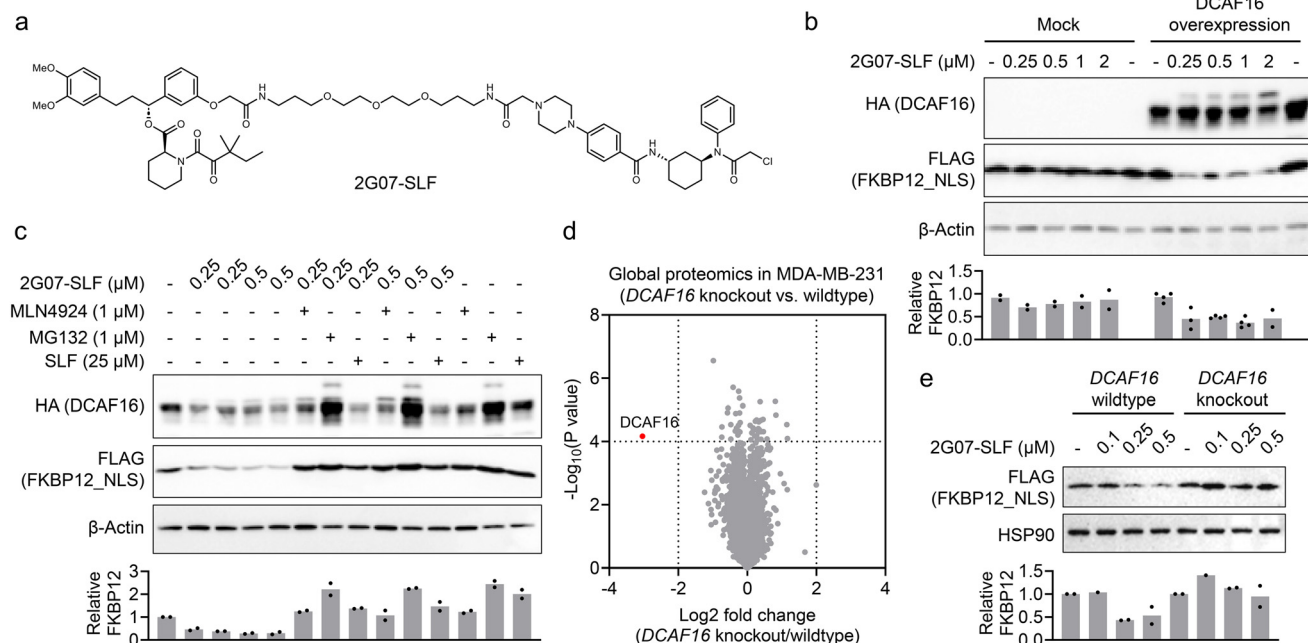 a
MeO
MeO
O
O
O
N
O
O
O
H
N
O
O
O
O
H
N
O
N
N
O
H
N
N
O
Cl
2G07-SLF
b
DCAF16
Mock
overexpression
2G07-SLF (μM)
- 0.25 0.5 1 2 - - 0.25 0.5 1 2 -
HA (DCAF16)
FLAG
(FKBP12_NLS)
β-Actin
Relative
FKBP12
1.5
1.0
0.5
0.0
c
2G07-SLF (μM) - 0.25 0.25 0.5 0.5 0.25 0.25 0.25 0.5 0.5 0.5 - - -
MLN4924 (1 μM) - - - - - + - - + - - + - -
MG132 (1 μM) - - - - - - + - - + - - + -
SLF (25 μM) - - - - - - - + - - + - - +
HA (DCAF16)
FLAG
(FKBP12_NLS)
β-Actin
Relative
FKBP12
3
2
1
0
d
Global proteomics in MDA-MB-231
(DCAF16 knockout vs. wildtype)
8
6
4
2
0
-Log10(P value)
DCAF16
-4 -2 0 2 4
Log2 fold change
(DCAF16 knockout/wildtype)
e
DCAF16 wildtype
DCAF16 knockout
2G07-SLF (μM) - 0.1 0.25 0.5 - 0.1 0.25 0.5
FLAG
(FKBP12_NLS)
HSP90
Relative
FKBP12
1.5
1.0
0.5
0.0